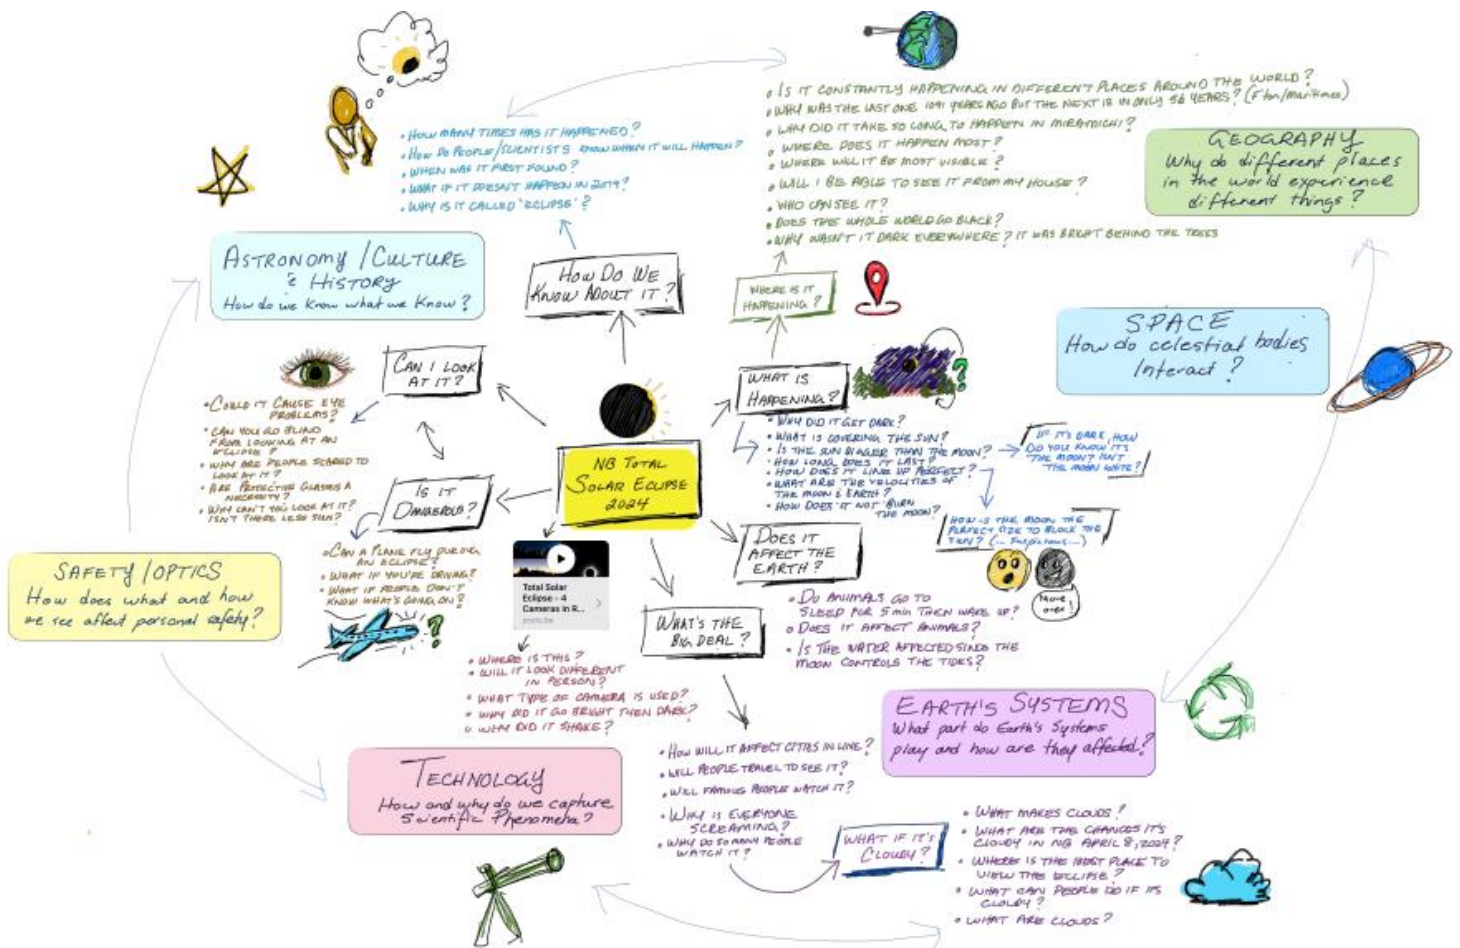 • HOW MANY TIMES HAS IT HAPPENED?
• HOW DO PEOPLE/SCIENTISTS KNOW WHEN IT WILL HAPPEN?
• WHEN WAS IT FIRST FOUND?
• WHAT IF IT DOESN'T HAPPEN IN 2079?
• WHY IS IT CALLED 'ECLIPSE'?
• IS IT CONSTANTLY HAPPENING IN DIFFERENT PLACES AROUND THE WORLD?
• WHY WAS THE LAST ONE YEARS AGO BUT THE NEXT IS IN ONLY 56 YEARS? (Fton/Maritimes)
• WHY DID IT TAKE SO LONG TO HAPPEN IN MIRAMICHI?
• WHERE DOES IT HAPPEN MOST?
• WHERE WILL IT BE MOST VISIBLE?
• WILL I BE ABLE TO SEE IT FROM MY HOUSE?
• WHO CAN SEE IT?
• DOES THE WHOLE WORLD GO BLACK?
• WHY WASN'T IT DARK EVERYWHERE? IT WAS BRIGHT BEHIND THE TREES
GEOGRAPHY
Why do different places
in the world experience
different things?
ASTRONOMY / CULTURE
& HISTORY
How do we know what we know?
HOW DO WE
KNOW ABOUT IT?
WHERE IS IT
HAPPENING?
SPACE
How do celestial bodies
Interact?
CAN I LOOK
AT IT?
• COULD IT CAUSE EYE
PROBLEMS?
• CAN YOU GO BLIND
FROM LOOKING AT AN
ECLIPSE?
• WHY ARE PEOPLE SCARED TO
LOOK AT IT?
• ARE PROTECTIVE GLASSES A
NECESSITY?
• WHY CAN'T YOU LOOK AT IT?
ISN'T THERE LESS SUN?
WHAT IS
HAPPENING?
?
• WHY DID IT GET DARK?
• WHAT IS COVERING THE SUN?
• IS THE SUN BIGGER THAN THE MOON?
• HOW LONG DOES IT LAST?
• HOW DOES IT LINE UP PERFECT?
• WHAT ARE THE VELOCITIES OF
THE MOON & EARTH?
• HOW DOES IT NOT BURN
THE MOON?
IF IT'S DARK, HOW
DO YOU KNOW IT'S
THE MOON? ISN'T
THE MOON WHITE?
HOW IS THE MOON THE
PERFECT SIZE TO BLOCK THE
SUN? (... Suspicious...)
Move
over!
NB TOTAL
SOLAR ECLIPSE
2024
IS IT
DANGEROUS?
• CAN A PLANE FLY DURING
AN ECLIPSE?
• WHAT IF YOU'RE DRIVING?
• WHAT IF PEOPLE DON'T
KNOW WHAT'S GOING ON?
?
SAFETY / OPTICS
How does what and how
we see affect personal safety?
Total Solar
Eclipse - 4
Cameras in R...
• WHERE IS THIS?
• WILL IT LOOK DIFFERENT
IN PERSON?
• WHAT TYPE OF CAMERA IS USED?
• WHY DID IT GO BRIGHT THEN DARK?
• WHY DID IT SHAKE?
DOES IT
AFFECT THE
EARTH?
• DO ANIMALS GO TO
SLEEP FOR 5 min THEN WAKE UP?
• DOES IT AFFECT ANIMALS?
• IS THE WATER AFFECTED SINCE THE
MOON CONTROLS THE TIDES?
WHAT'S THE
BIG DEAL?
• HOW WILL IT AFFECT CITIES IN LINE?
• WILL PEOPLE TRAVEL TO SEE IT?
• WILL FAMOUS PEOPLE WATCH IT?
• WHY IS EVERYONE
SCREAMING?
• WHY DO SO MANY PEOPLE
WATCH IT?
EARTH'S SYSTEMS
What part do Earth's Systems
play and how are they affected?
TECHNOLOGY
How and why do we capture
Scientific Phenomena?
WHAT IF IT'S
CLOUDY?
• WHAT MAKES CLOUDS?
• WHAT ARE THE CHANCES IT'S
CLOUDY IN NB APRIL 8, 2024?
• WHERE IS THE BEST PLACE TO
VIEW THE ECLIPSE?
• WHAT CAN PEOPLE DO IF ITS
CLOUDY?
• WHAT ARE CLOUDS?